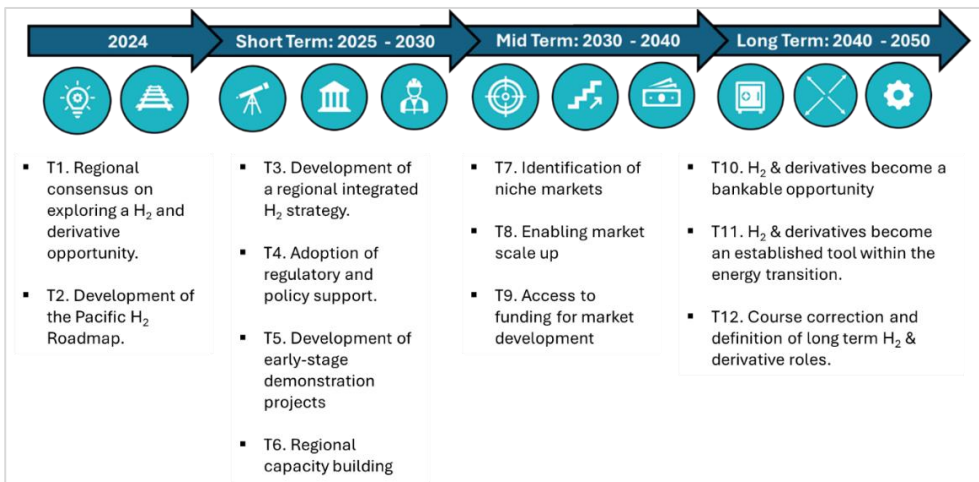 2024
Short Term: 2025 - 2030
Mid Term: 2030 - 2040
Long Term: 2040 - 2050
▪ T1. Regional
consensus on
exploring a H₂ and
derivative
opportunity.
▪ T2. Development of
the Pacific H₂
Roadmap.
▪ T3. Development of
a regional integrated
H₂ strategy.
▪ T4. Adoption of
regulatory and
policy support.
▪ T5. Development of
early-stage
demonstration
projects
▪ T6. Regional
capacity building
▪ T7. Identification of
niche markets
▪ T8. Enabling market
scale up
▪ T9. Access to
funding for market
development
▪ T10. H₂ & derivatives become a
bankable opportunity
▪ T11. H₂ & derivatives become
an established tool within the
energy transition.
▪ T12. Course correction and
definition of long term H₂ &
derivative roles.